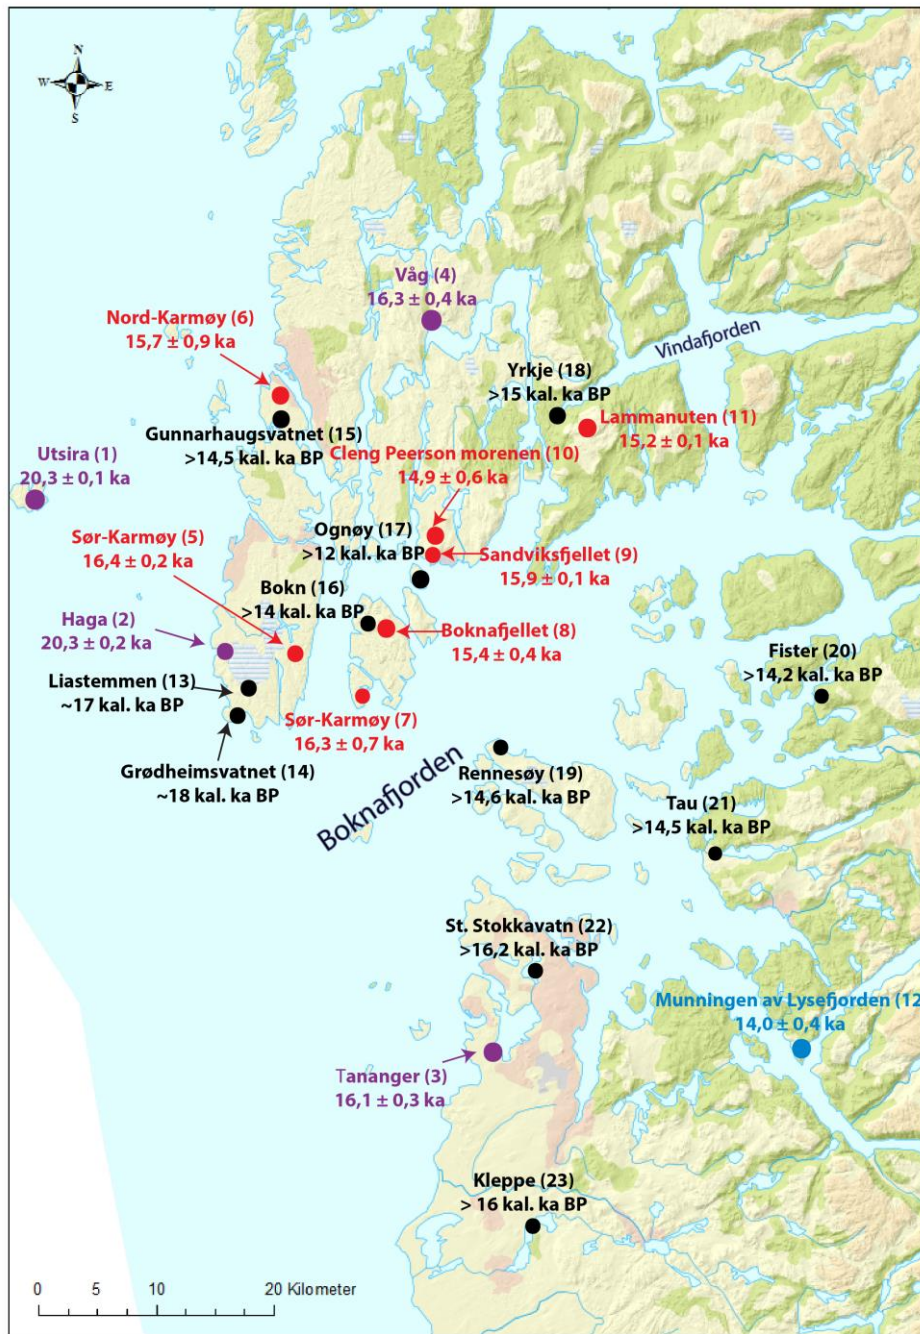 N
W E
S
Våg (4)
16,3 ± 0,4 ka
Nord-Karmøy (6)
15,7 ± 0,9 ka
Vindafjorden
Yrkje (18)
>15 kal. ka BP
Lammanuten (11)
15,2 ± 0,1 ka
Gunnarhaugsvatnet (15)
>14,5 kal. ka BP
Cleng Peerson morenen (10)
14,9 ± 0,6 ka
Utsira (1)
20,3 ± 0,1 ka
Ognøy (17)
>12 kal. ka BP
Sør-Karmøy (5)
16,4 ± 0,2 ka
Sandviksfjellet (9)
15,9 ± 0,1 ka
Bokn (16)
>14 kal. ka BP
Haga (2)
20,3 ± 0,2 ka
Boknafjellet (8)
15,4 ± 0,4 ka
Fister (20)
>14,2 kal. ka BP
Liastemmen (13)
~17 kal. ka BP
Sør-Karmøy (7)
16,3 ± 0,7 ka
Grødheimsvatnet (14)
~18 kal. ka BP
Boknafjorden
Rennesøy (19)
>14,6 kal. ka BP
Tau (21)
>14,5 kal. ka BP
St. Stokkavatn (22)
>16,2 kal. ka BP
Munningen av Lysefjorden (12
14,0 ± 0,4 ka
Tananger (3)
16,1 ± 0,3 ka
Kleppe (23)
> 16 kal. ka BP
0 5 10 20 Kilometer